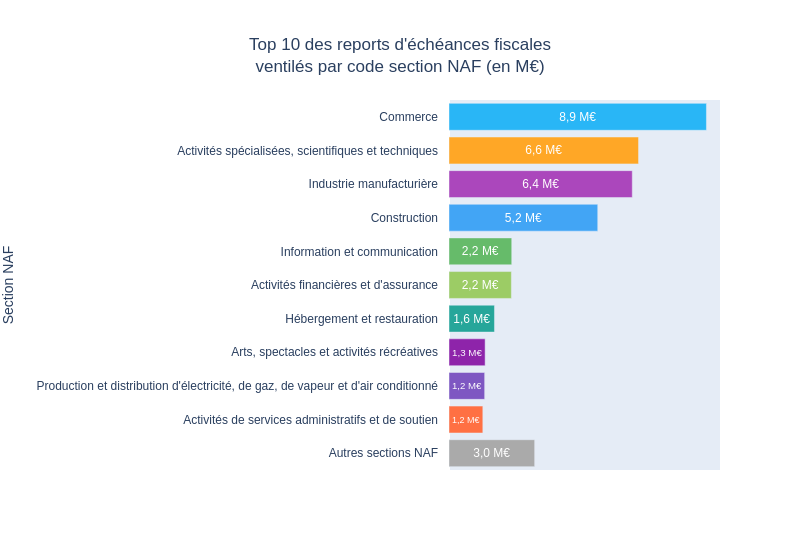 Top 10 des reports d'échéances fiscales
ventilés par code section NAF (en M€)
Section NAF
Commerce 8,9 M€
Activités spécialisées, scientifiques et techniques 6,6 M€
Industrie manufacturière 6,4 M€
Construction 5,2 M€
Information et communication 2,2 M€
Activités financières et d'assurance 2,2 M€
Hébergement et restauration 1,6 M€
Arts, spectacles et activités récréatives 1,3 M€
Production et distribution d'électricité, de gaz, de vapeur et d'air conditionné 1,2 M€
Activités de services administratifs et de soutien 1,2 M€
Autres sections NAF 3,0 M€